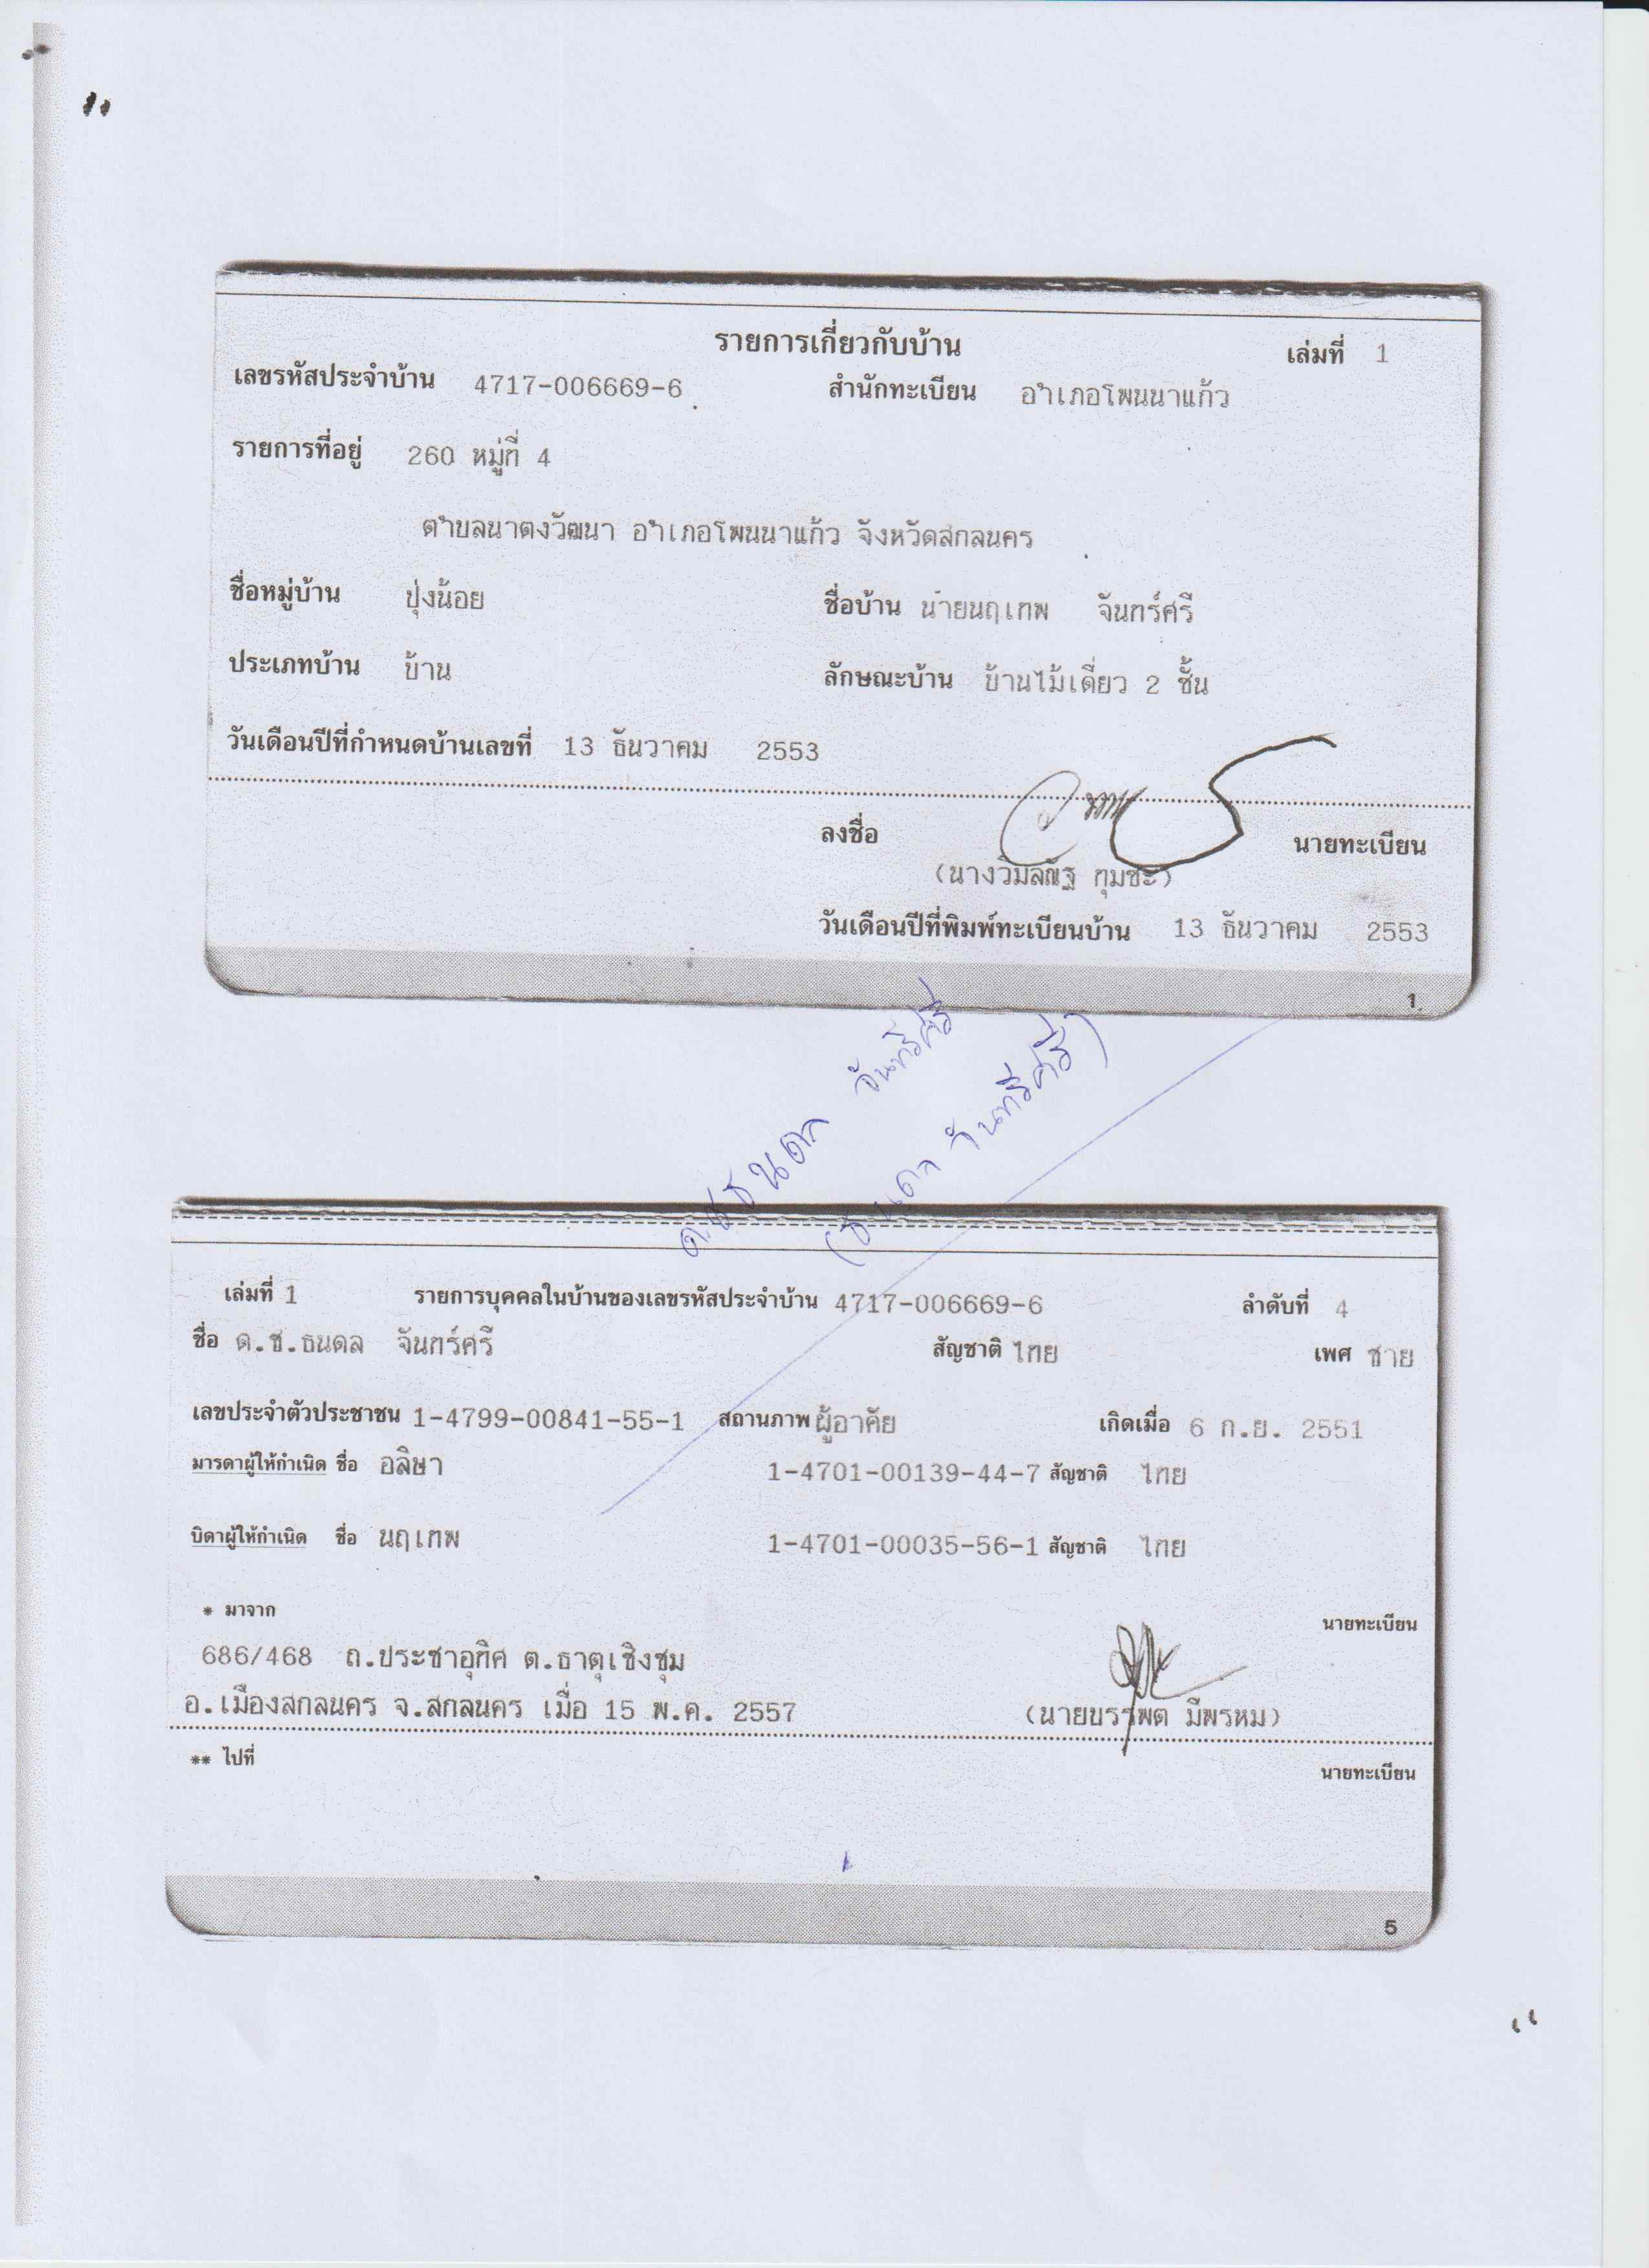 รายการเกี่ยวกับบ้าน เล่มที่ 1
เลขรหัสประจำบ้าน 4717-006669-6 สำนักทะเบียน อำเภอโพนนาแก้ว
รายการที่อยู่ 260 หมู่ที่ 4
ตำบลนาตงวัฒนา อำเภอโพนนาแก้ว จังหวัดสกลนคร
ชื่อหมู่บ้าน ปุ่งน้อย ชื่อบ้าน นายนฤเทพ จันทร์ศรี
ประเภทบ้าน บ้าน ลักษณะบ้าน บ้านไม้เดี่ยว 2 ชั้น
วันเดือนปีที่กำหนดบ้านเลขที่ 13 ธันวาคม 2553
ลงชื่อ นายทะเบียน
(นางวิมลณัฐ กุมชะ)
วันเดือนปีที่พิมพ์ทะเบียนบ้าน 13 ธันวาคม 2553
1
ด.ช ธนดล จันทร์ศรี
(ธนดล จันทร์ศรี)
เล่มที่ 1 รายการบุคคลในบ้านของเลขรหัสประจำบ้าน 4717-006669-6 ลำดับที่ 4
ชื่อ ด.ช.ธนดล จันทร์ศรี สัญชาติ ไทย เพศ ชาย
เลขประจำตัวประชาชน 1-4799-00841-55-1 สถานภาพ ผู้อาศัย เกิดเมื่อ 6 ก.ย. 2551
มารดาผู้ให้กำเนิด ชื่อ อลิษา 1-4701-00139-44-7 สัญชาติ ไทย
บิดาผู้ให้กำเนิด ชื่อ นฤเทพ 1-4701-00035-56-1 สัญชาติ ไทย
* มาจาก นายทะเบียน
686/468 ถ.ประชาอุทิศ ต.ธาตุเชิงชุม
อ.เมืองสกลนคร จ.สกลนคร เมื่อ 15 พ.ค. 2557 (นายบรรพต มีพรหม)
** ไปที่ นายทะเบียน
5